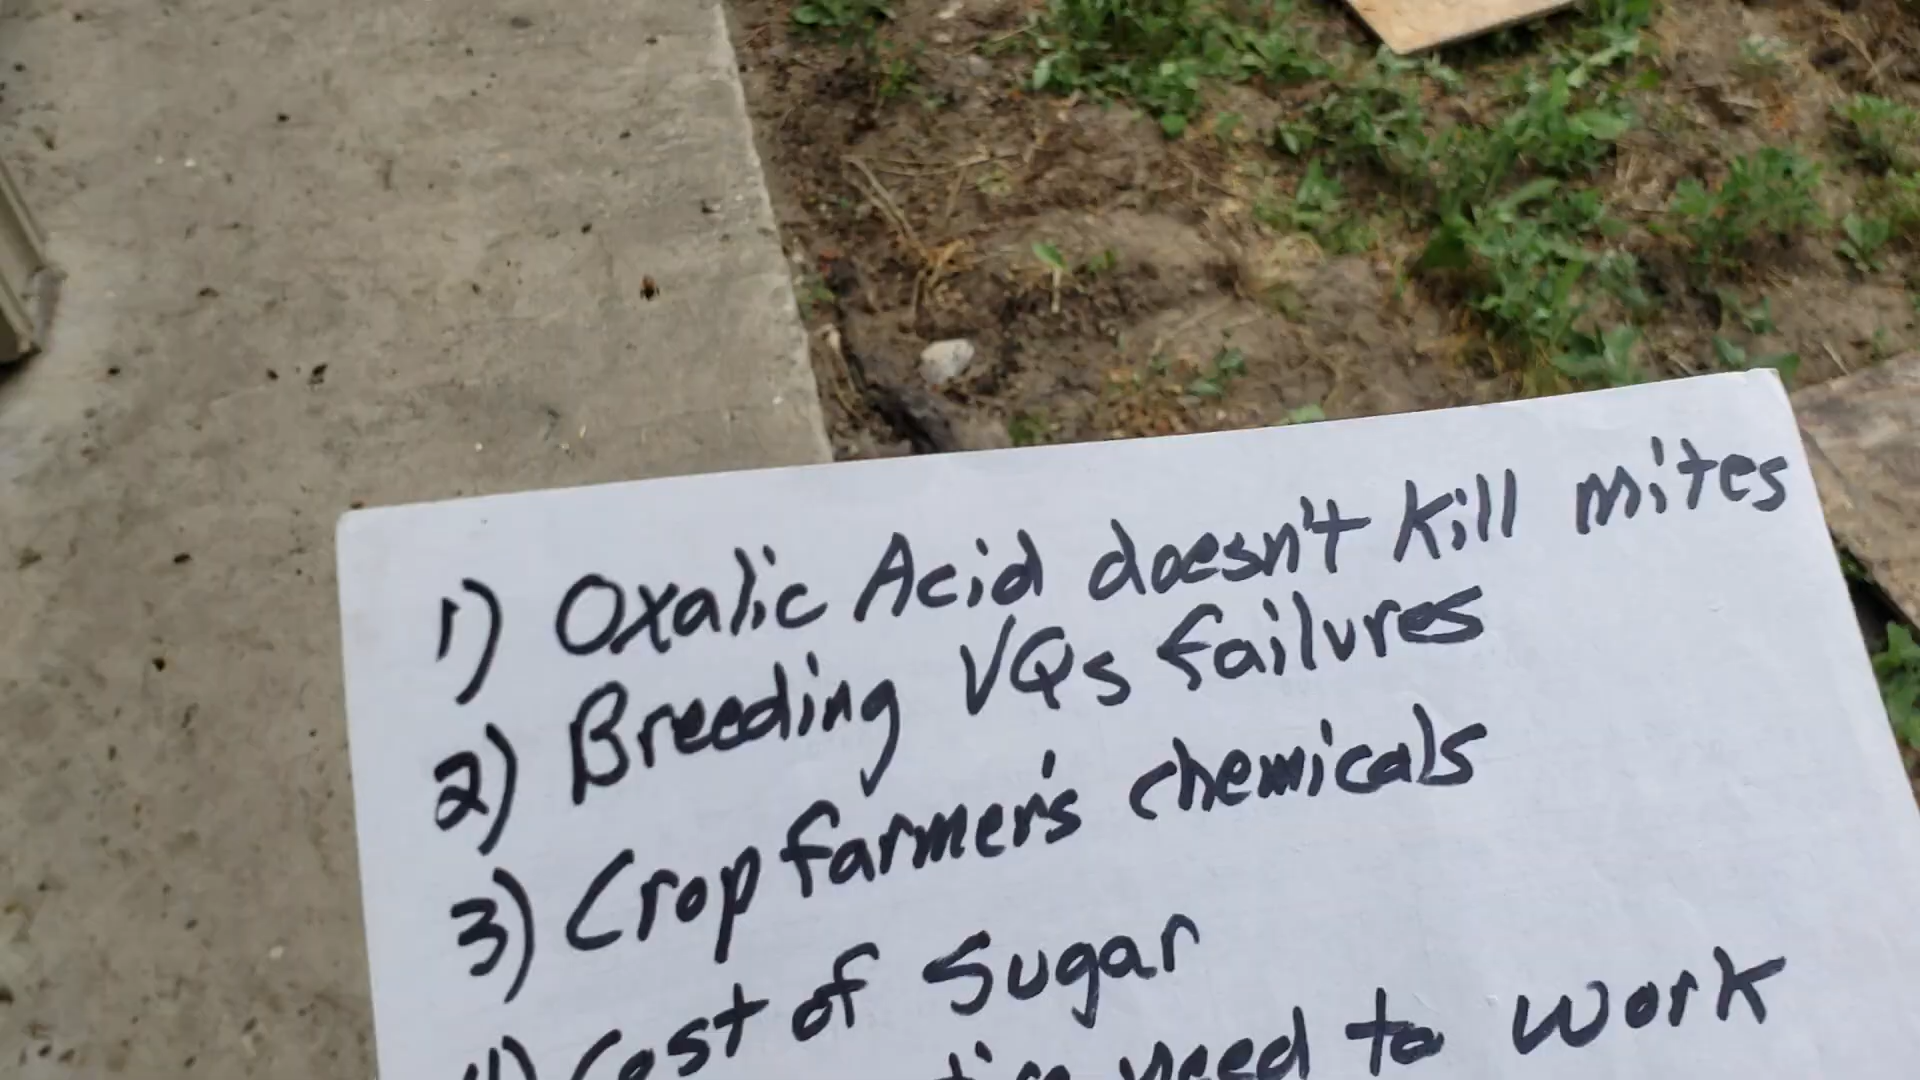 1) Oxalic Acid doesn't kill mites
2) Breeding VQs failures
3) Crop farmer's chemicals
4) Cost of Sugar
need to work